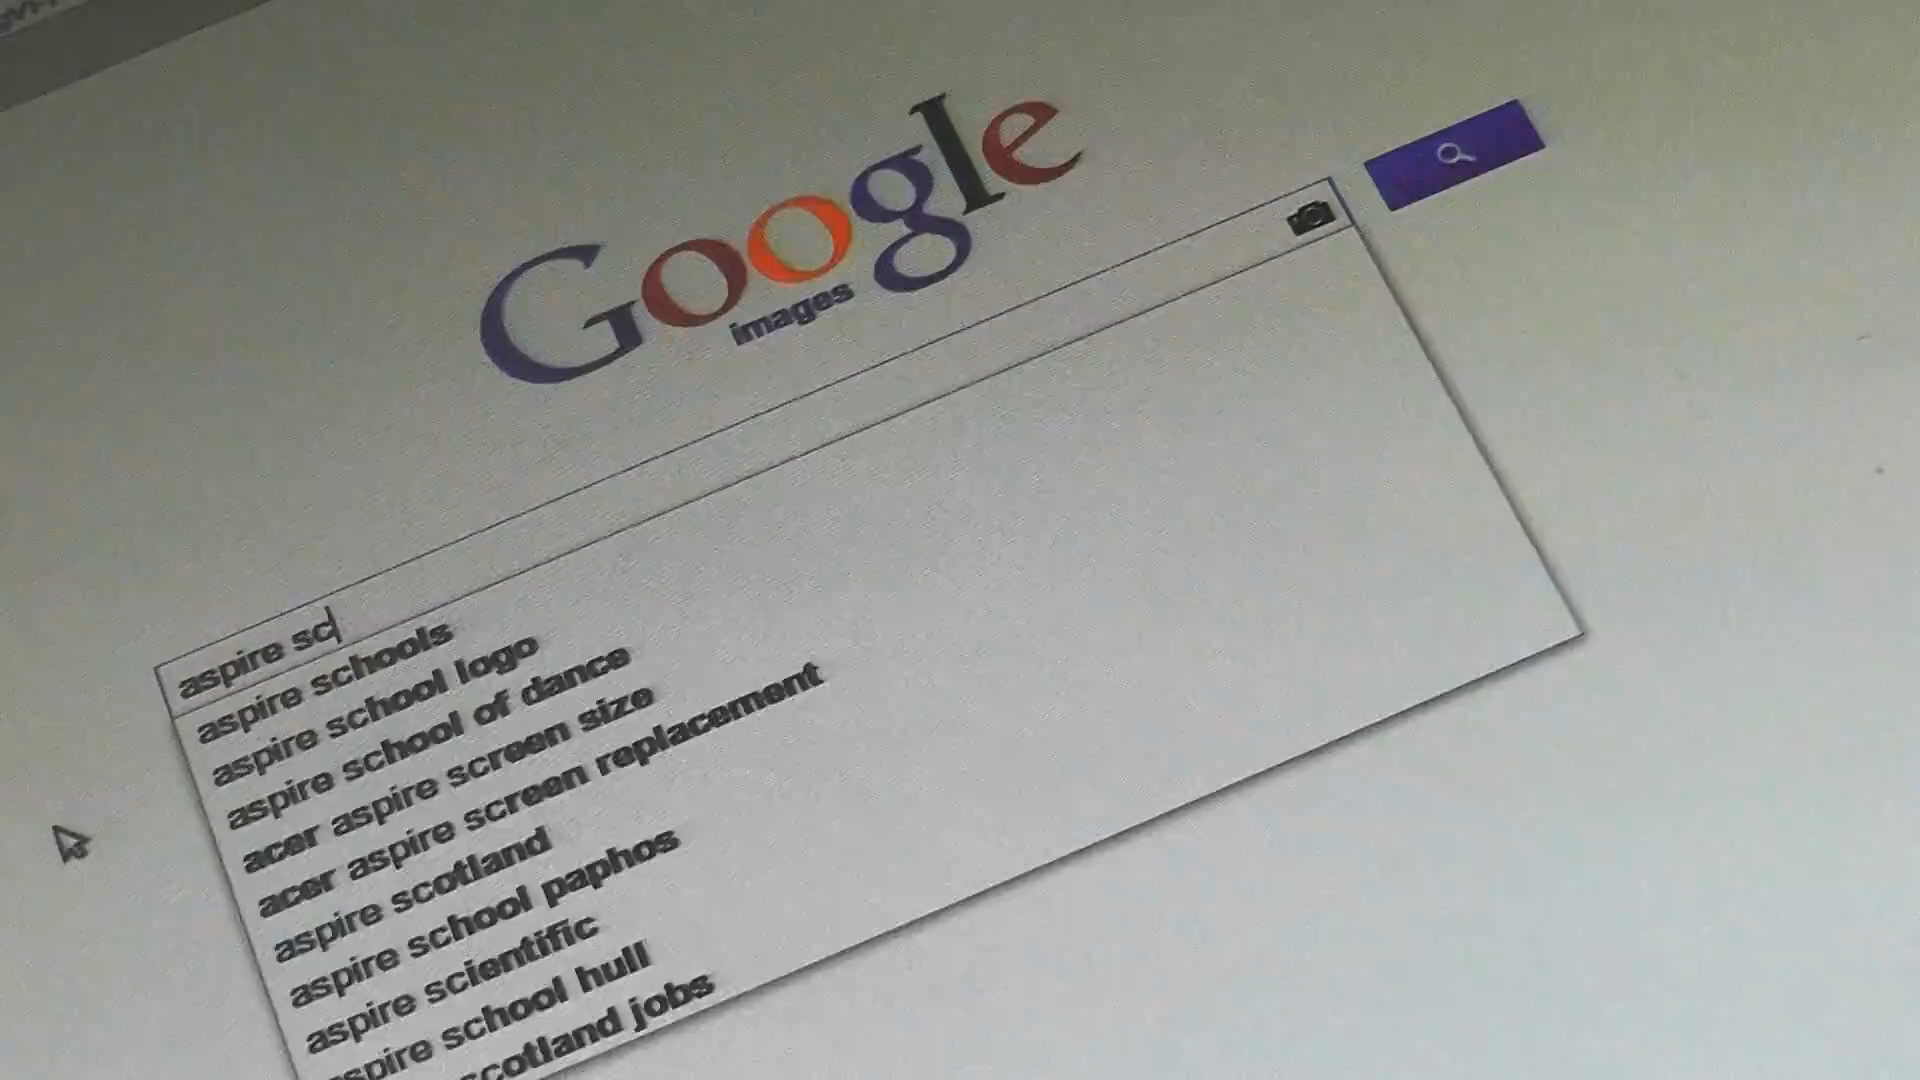 Google
images
aspire sc
aspire schools
aspire school logo
aspire school of dance
acer aspire screen size
acer aspire screen replacement
aspire scotland
aspire school paphos
aspire scientific
spire school hull
scotland jobs